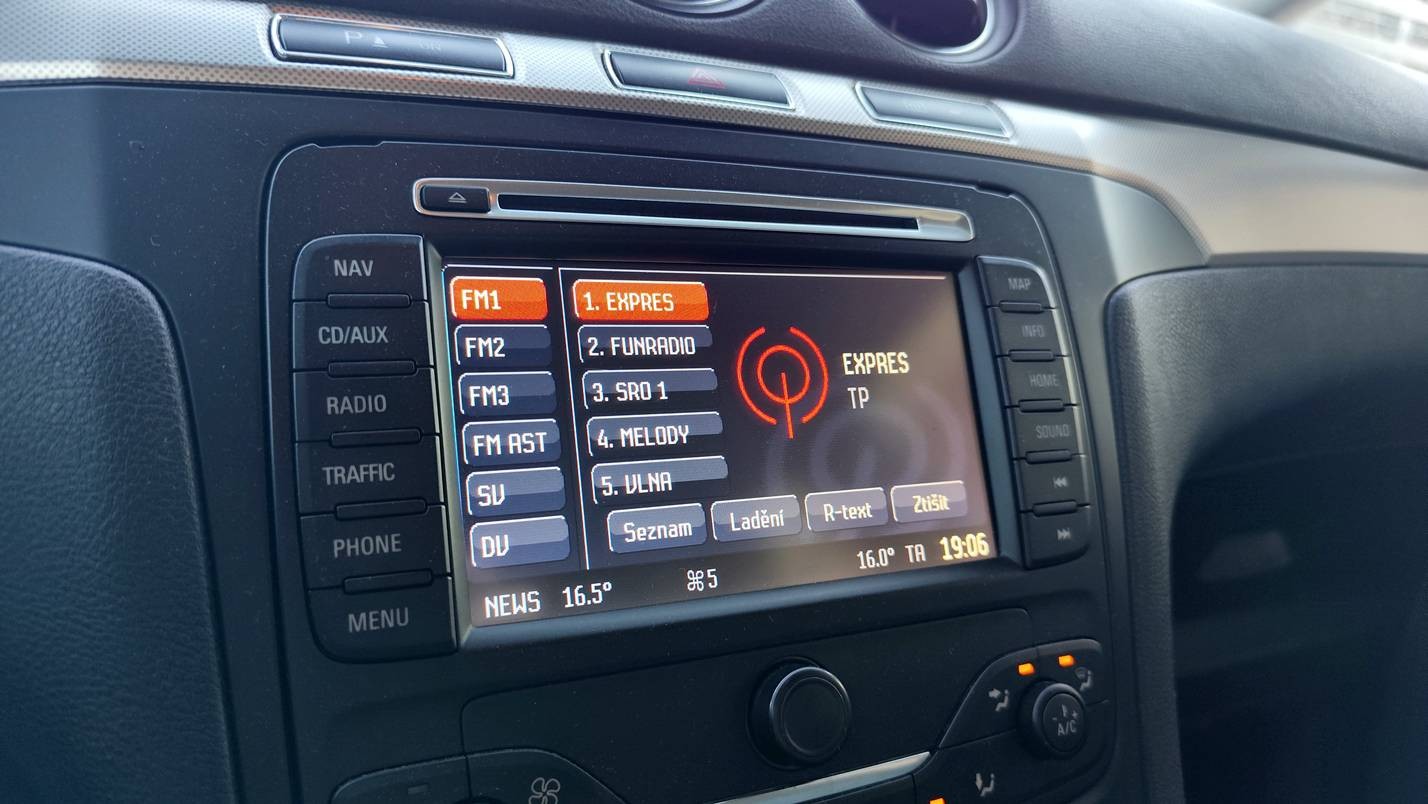 P ON
NAV
CD/AUX
RADIO
TRAFFIC
PHONE
MENU
FM1
FM2
FM3
FM AST
SV
DV
1. EXPRES
2. FUNRADIO
3. SRO 1
4. MELODY
5. VLNA
EXPRES
TP
Seznam
Ladění
R-text
Ztišit
NEWS 16.5° 5 16.0° TA 19:06
MAP
INFO
HOME
SOUND
A/C